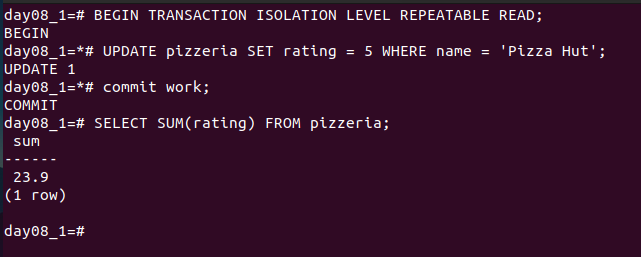 day08_1=# BEGIN TRANSACTION ISOLATION LEVEL REPEATABLE READ;
BEGIN
day08_1=*# UPDATE pizzeria SET rating = 5 WHERE name = 'Pizza Hut';
UPDATE 1
day08_1=*# commit work;
COMMIT
day08_1=# SELECT SUM(rating) FROM pizzeria;
 sum
------
 23.9
(1 row)

day08_1=#